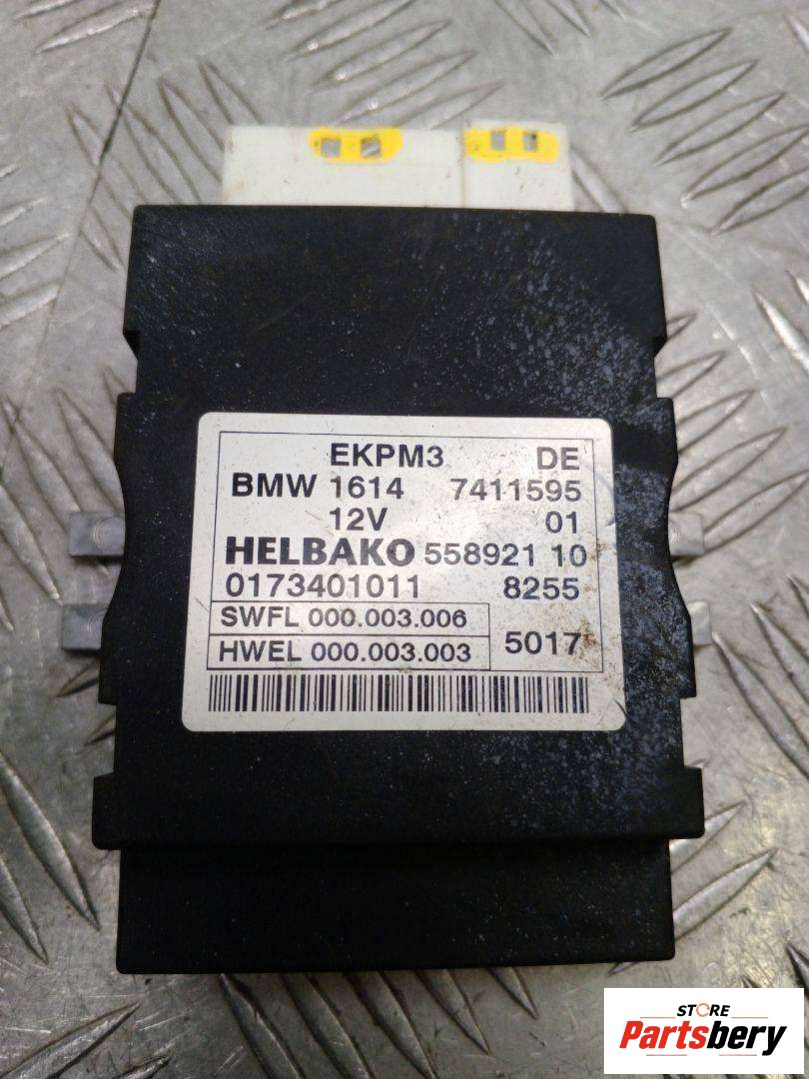 EKPM3 DE
BMW 1614 7411595
12V 01
HELBAKO 558921 10
0173401011 8255
SWFL 000.003.006
HWEL 000.003.003 5017
STORE
Partsbery